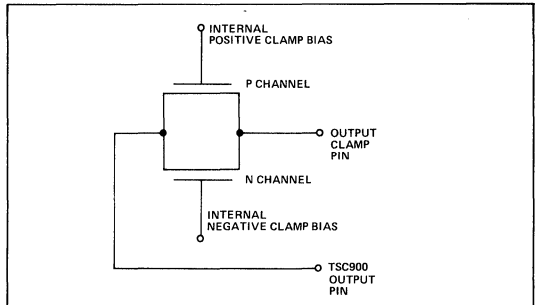 INTERNAL
POSITIVE CLAMP BIAS
P CHANNEL
OUTPUT
CLAMP
PIN
N CHANNEL
INTERNAL
NEGATIVE CLAMP BIAS
TSC900
OUTPUT
PIN